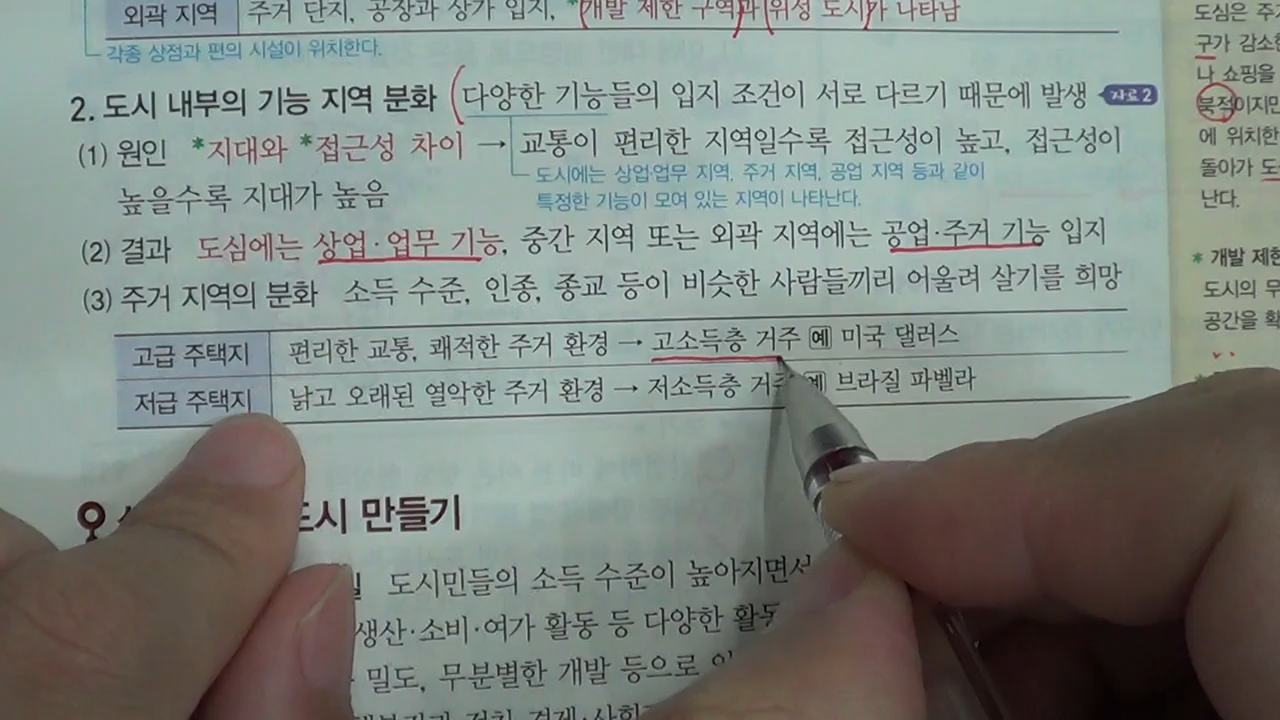 외곽 지역 주거 단지, 공장과 상가 입지, *개발 제한 구역과 위성 도시가 나타남
각종 상점과 편의 시설이 위치한다.
2. 도시 내부의 기능 지역 분화 다양한 기능들의 입지 조건이 서로 다르기 때문에 발생 자료2
(1) 원인 *지대와 *접근성 차이 → 교통이 편리한 지역일수록 접근성이 높고, 접근성이
도시에는 상업·업무 지역, 주거 지역, 공업 지역 등과 같이
높을수록 지대가 높음
특정한 기능이 모여 있는 지역이 나타난다.
(2) 결과 도심에는 상업·업무 기능, 중간 지역 또는 외곽 지역에는 공업·주거 기능 입지
(3) 주거 지역의 분화 소득 수준, 인종, 종교 등이 비슷한 사람들끼리 어울려 살기를 희망
고급 주택지 편리한 교통, 쾌적한 주거 환경 → 고소득층 거주 예 미국 댈러스
저급 주택지 낡고 오래된 열악한 주거 환경 → 저소득층 거주 예 브라질 파벨라
도시 만들기
도시민들의 소득 수준이 높아지면서
생산·소비·여가 활동 등 다양한 활동
밀도, 무분별한 개발 등으로
도심은 주
구가 감소한
나 쇼핑을
북적이지만
에 위치한
돌아가 도
난다.
* 개발 제한
도시의 무
공간을 확